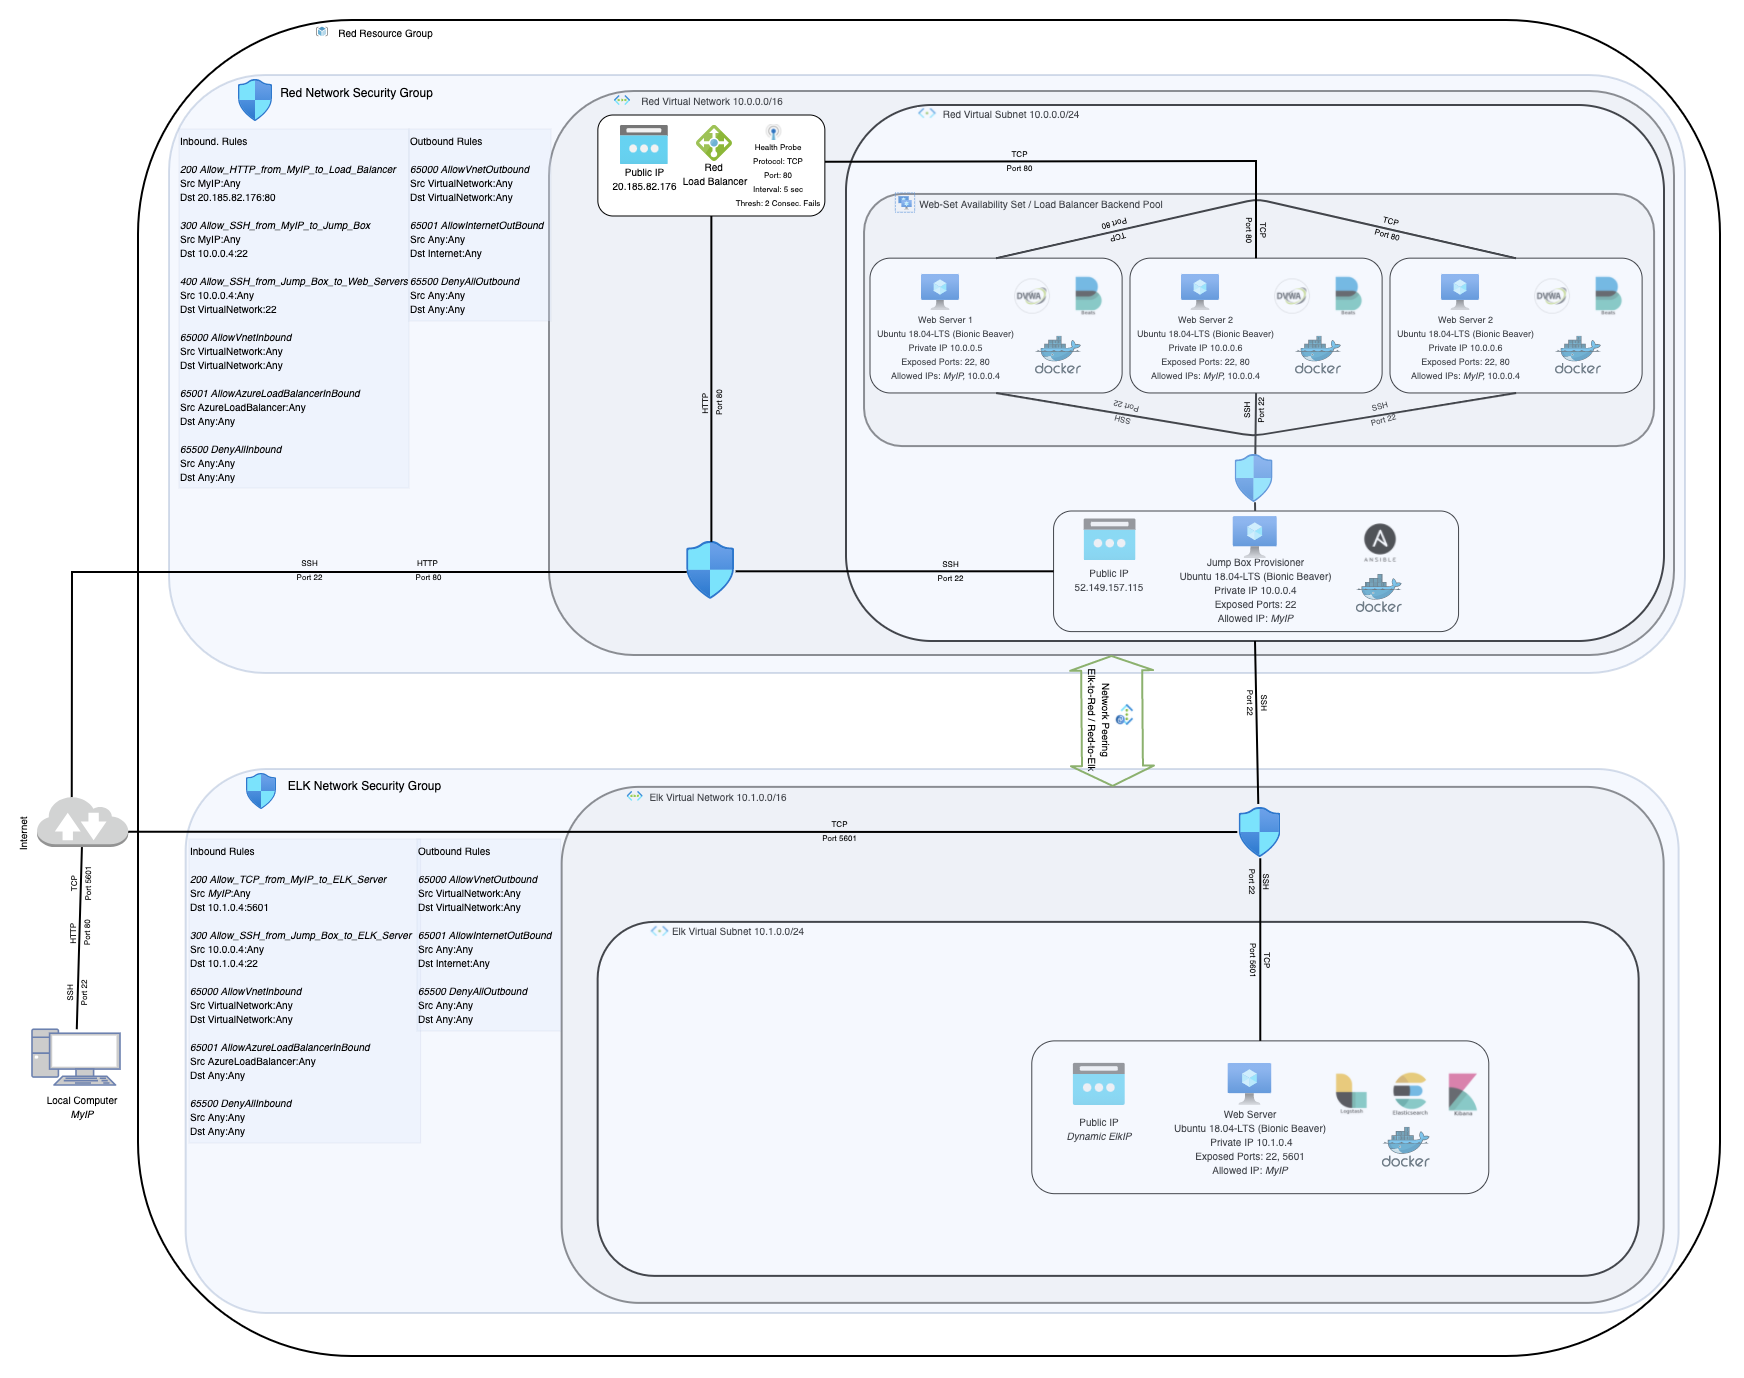 Red Resource Group
Red Network Security Group
Inbound. Rules
200 Allow_HTTP_from_MyIP_to_Load_Balancer
Src MyIP:Any
Dst 20.185.82.176:80
300 Allow_SSH_from_MyIP_to_Jump_Box
Src MyIP:Any
Dst 10.0.0.4:22
400 Allow_SSH_from_Jump_Box_to_Web_Servers
Src 10.0.0.4:Any
Dst VirtualNetwork:22
65000 AllowVnetInbound
Src VirtualNetwork:Any
Dst VirtualNetwork:Any
65001 AllowAzureLoadBalancerInBound
Src AzureLoadBalancer:Any
Dst Any:Any
65500 DenyAllInbound
Src Any:Any
Dst Any:Any
Outbound Rules
65000 AllowVnetOutbound
Src VirtualNetwork:Any
Dst VirtualNetwork:Any
65001 AllowInternetOutBound
Src Any:Any
Dst Internet:Any
65500 DenyAllOutbound
Src Any:Any
Dst Any:Any
Red Virtual Network 10.0.0.0/16
Public IP
20.185.82.176
Red
Load Balancer
Health Probe
Protocol: TCP
Port: 80
Interval: 5 sec
Thresh: 2 Consec. Fails
Red Virtual Subnet 10.0.0.0/24
TCP
Port 80
Web-Set Availability Set / Load Balancer Backend Pool
Port 80
TCP
TCP
Port 80
TCP
Port 80
Web Server 1
Ubuntu 18.04-LTS (Bionic Beaver)
Private IP 10.0.0.5
Exposed Ports: 22, 80
Allowed IPs: MyIP, 10.0.0.4
DVWA
Beats
docker
Web Server 2
Ubuntu 18.04-LTS (Bionic Beaver)
Private IP 10.0.0.6
Exposed Ports: 22, 80
Allowed IPs: MyIP, 10.0.0.4
DVWA
Beats
docker
Web Server 2
Ubuntu 18.04-LTS (Bionic Beaver)
Private IP 10.0.0.6
Exposed Ports: 22, 80
Allowed IPs: MyIP, 10.0.0.4
DVWA
Beats
docker
Port 22
SSH
SSH
Port 22
SSH
Port 22
HTTP
Port 80
SSH
Port 22
HTTP
Port 80
SSH
Port 22
Public IP
52.149.157.115
Jump Box Provisioner
Ubuntu 18.04-LTS (Bionic Beaver)
Private IP 10.0.0.4
Exposed Ports: 22
Allowed IP: MyIP
ANSIBLE
docker
Network Peering
Elk-to-Red / Red-to-Elk
SSH
Port 22
ELK Network Security Group
Inbound Rules
200 Allow_TCP_from_MyIP_to_ELK_Server
Src MyIP:Any
Dst 10.1.0.4:5601
300 Allow_SSH_from_Jump_Box_to_ELK_Server
Src 10.0.0.4:Any
Dst 10.1.0.4:22
65000 AllowVnetInbound
Src VirtualNetwork:Any
Dst VirtualNetwork:Any
65001 AllowAzureLoadBalancerInBound
Src AzureLoadBalancer:Any
Dst Any:Any
65500 DenyAllInbound
Src Any:Any
Dst Any:Any
Outbound Rules
65000 AllowVnetOutbound
Src VirtualNetwork:Any
Dst VirtualNetwork:Any
65001 AllowInternetOutBound
Src Any:Any
Dst Internet:Any
65500 DenyAllOutbound
Src Any:Any
Dst Any:Any
Elk Virtual Network 10.1.0.0/16
TCP
Port 5601
SSH
Port 22
Elk Virtual Subnet 10.1.0.0/24
TCP
Port 5601
Public IP
Dynamic ElkIP
Web Server
Ubuntu 18.04-LTS (Bionic Beaver)
Private IP 10.1.0.4
Exposed Ports: 22, 5601
Allowed IP: MyIP
Logstash
Elasticsearch
Kibana
docker
Internet
TCP
Port 5601
HTTP
Port 80
SSH
Port 22
Local Computer
MyIP